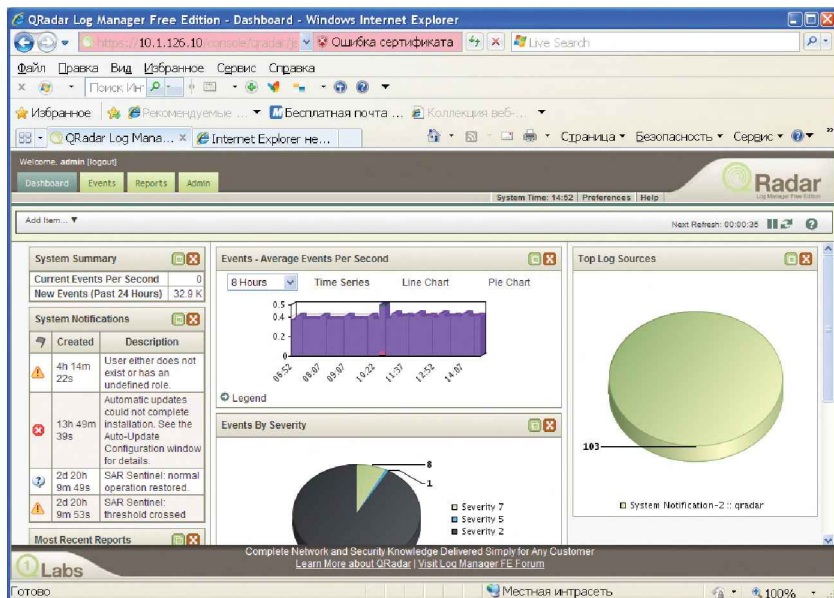 QRadar Log Manager Free Edition - Dashboard - Windows Internet Explorer
https://10.1.126.10/console/qradar/ Ошибка сертификата Live Search
Файл Правка Вид Избранное Сервис Справка
Поиск Инт
Избранное Рекомендуемые ... Бесплатная почта ... Коллекция веб-...
QRadar Log Mana... Internet Explorer не... Страница Безопасность Сервис
Welcome, admin [logout]
Dashboard Events Reports Admin
QRadar
Log Manager Free Edition
System Time: 14:52 Preferences Help
Add Item... Next Refresh: 00:00:35
System Summary
Current Events Per Second 0
New Events (Past 24 Hours) 32.9 K
System Notifications
Created Description
4h 14m 22s User either does not exist or has an undefined role.
13h 49m 39s Automatic updates could not complete installation. See the Auto-Update Configuration window for details.
2d 20h 9m 49s SAR Sentinel: normal operation restored.
2d 20h 9m 53s SAR Sentinel: threshold crossed
Most Recent Reports
Events - Average Events Per Second
8 Hours Time Series Line Chart Pie Chart
0.5
0.4
0.2
0
06:52 08:07 09:07 10:22 11:37 12:52 14:07
Legend
Events By Severity
8
1
Severity 7
Severity 5
Severity 2
Top Log Sources
103
System Notification-2 :: qradar
Complete Network and Security Knowledge Delivered Simply for Any Customer
Learn More about QRadar | Visit Log Manager FE Forum
1 Labs
Готово Местная интрасеть 100%